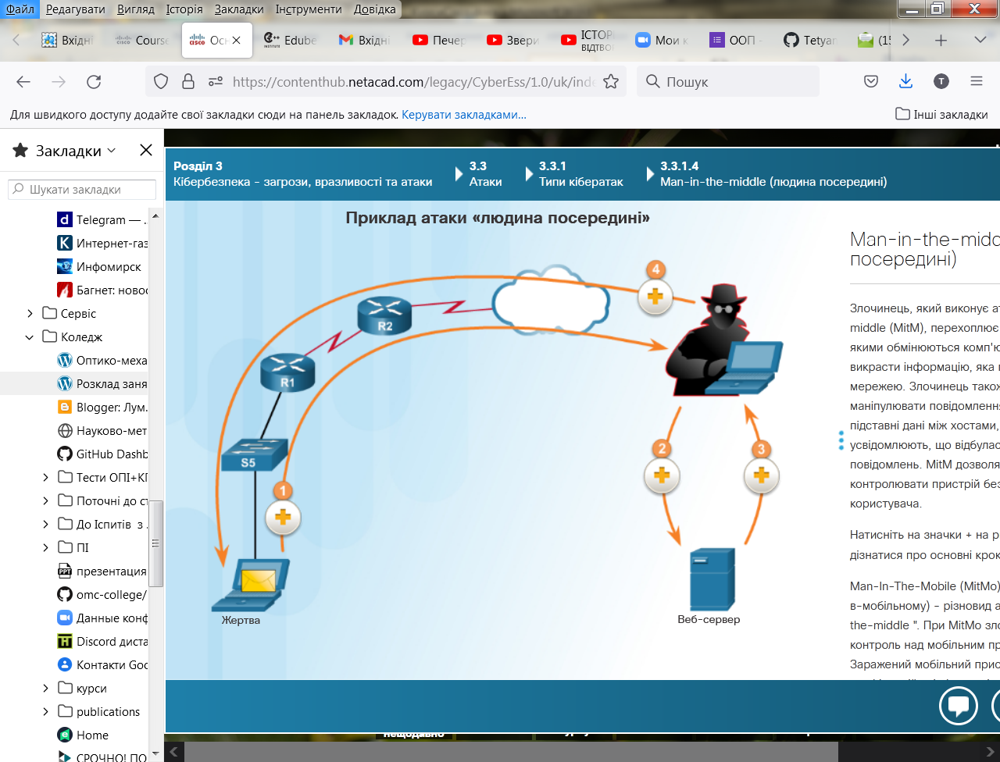 Файл Редагувати Вигляд Історія Закладки Інструменти Довідка
Вхідні Course Осн Edube Вхідні Печер Звери ІСТОРІ Мои к ООП - Tetyan (15
ВІДТВО
https://contenthub.netacad.com/legacy/CyberEss/1.0/uk/inde
Пошук
Для швидкого доступу додайте свої закладки сюди на панель закладок. Керувати закладками…
Інші закладки
Закладки
Шукати закладки
Telegram — ..
Интернет-газ
Инфомирск
Багнет: новос
Сервіс
Коледж
Оптико-меха
Розклад заня
Blogger: Лум.
Науково-мет
GitHub Dashb
Тести ОПІ+КГ
Поточні до ст
До Іспитів з .
ПІ
презентация
omc-college/
Данные конф
Discord диста
Контакти Goo
курси
publications
Home
СРОЧНО! ПО
Розділ 3
Кібербезпека - загрози, вразливості та атаки
3.3
Атаки
3.3.1
Типи кібератак
3.3.1.4
Man-in-the-middle (людина посередині)
Приклад атаки «людина посередині»
4
R2
R1
S5
1
2
3
Жертва
Веб-сервер
Man-in-the-midd
посередині)
Злочинець, який виконує ат
middle (MitM), перехоплює
якими обмінюються комп'ю
викрасти інформацію, яка п
мережею. Злочинець також
маніпулювати повідомлення
підставні дані між хостами,
усвідомлюють, що відбулас
повідомлень. MitM дозволя
контролювати пристрій без
користувача.
Натисніть на значки + на р
дізнатися про основні крок
Man-In-The-Mobile (MitMo)
в-мобільному) - різновид а
the-middle ". При MitMo зло
контроль над мобільним пр
Заражений мобільний прис
нещодавно